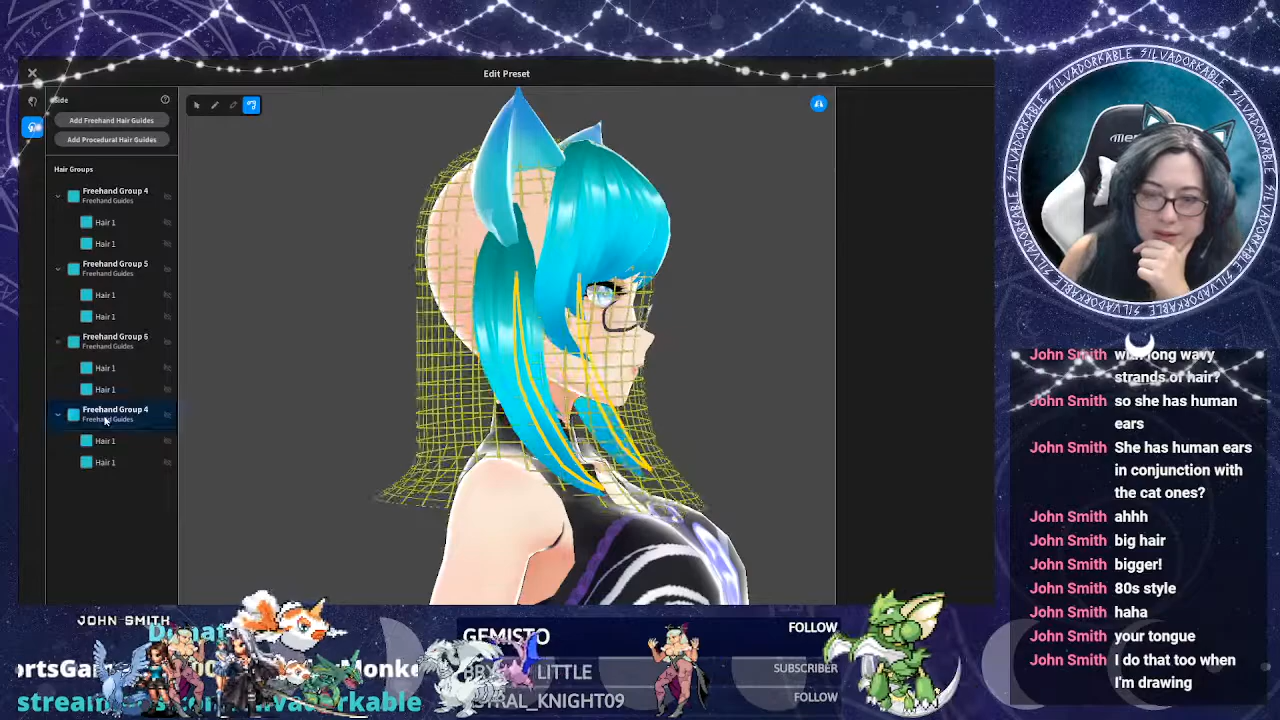 Edit Preset
Add Freehand Hair Guides
Add Procedural Hair Guides
Hair Groups
Freehand Group 4
Freehand Guides
Hair 1
Hair 1
Freehand Group 5
Freehand Guides
Hair 1
Hair 1
Freehand Group 6
Freehand Guides
Hair 1
Hair 1
Freehand Group 4
Freehand Guides
Hair 1
Hair 1
SILVADORKABLE
SILVADORKABLE
John Smith with long wavy
strands of hair?
John Smith so she has human
ears
John Smith She has human ears
in conjunction with
the cat ones?
John Smith ahhh
John Smith big hair
John Smith bigger!
John Smith 80s style
John Smith haha
John Smith your tongue
John Smith I do that too when
I'm drawing
JOHN SMITH
GEMISTO
FOLLOW
LITTLE
SUBSCRIBER
FOLLOW